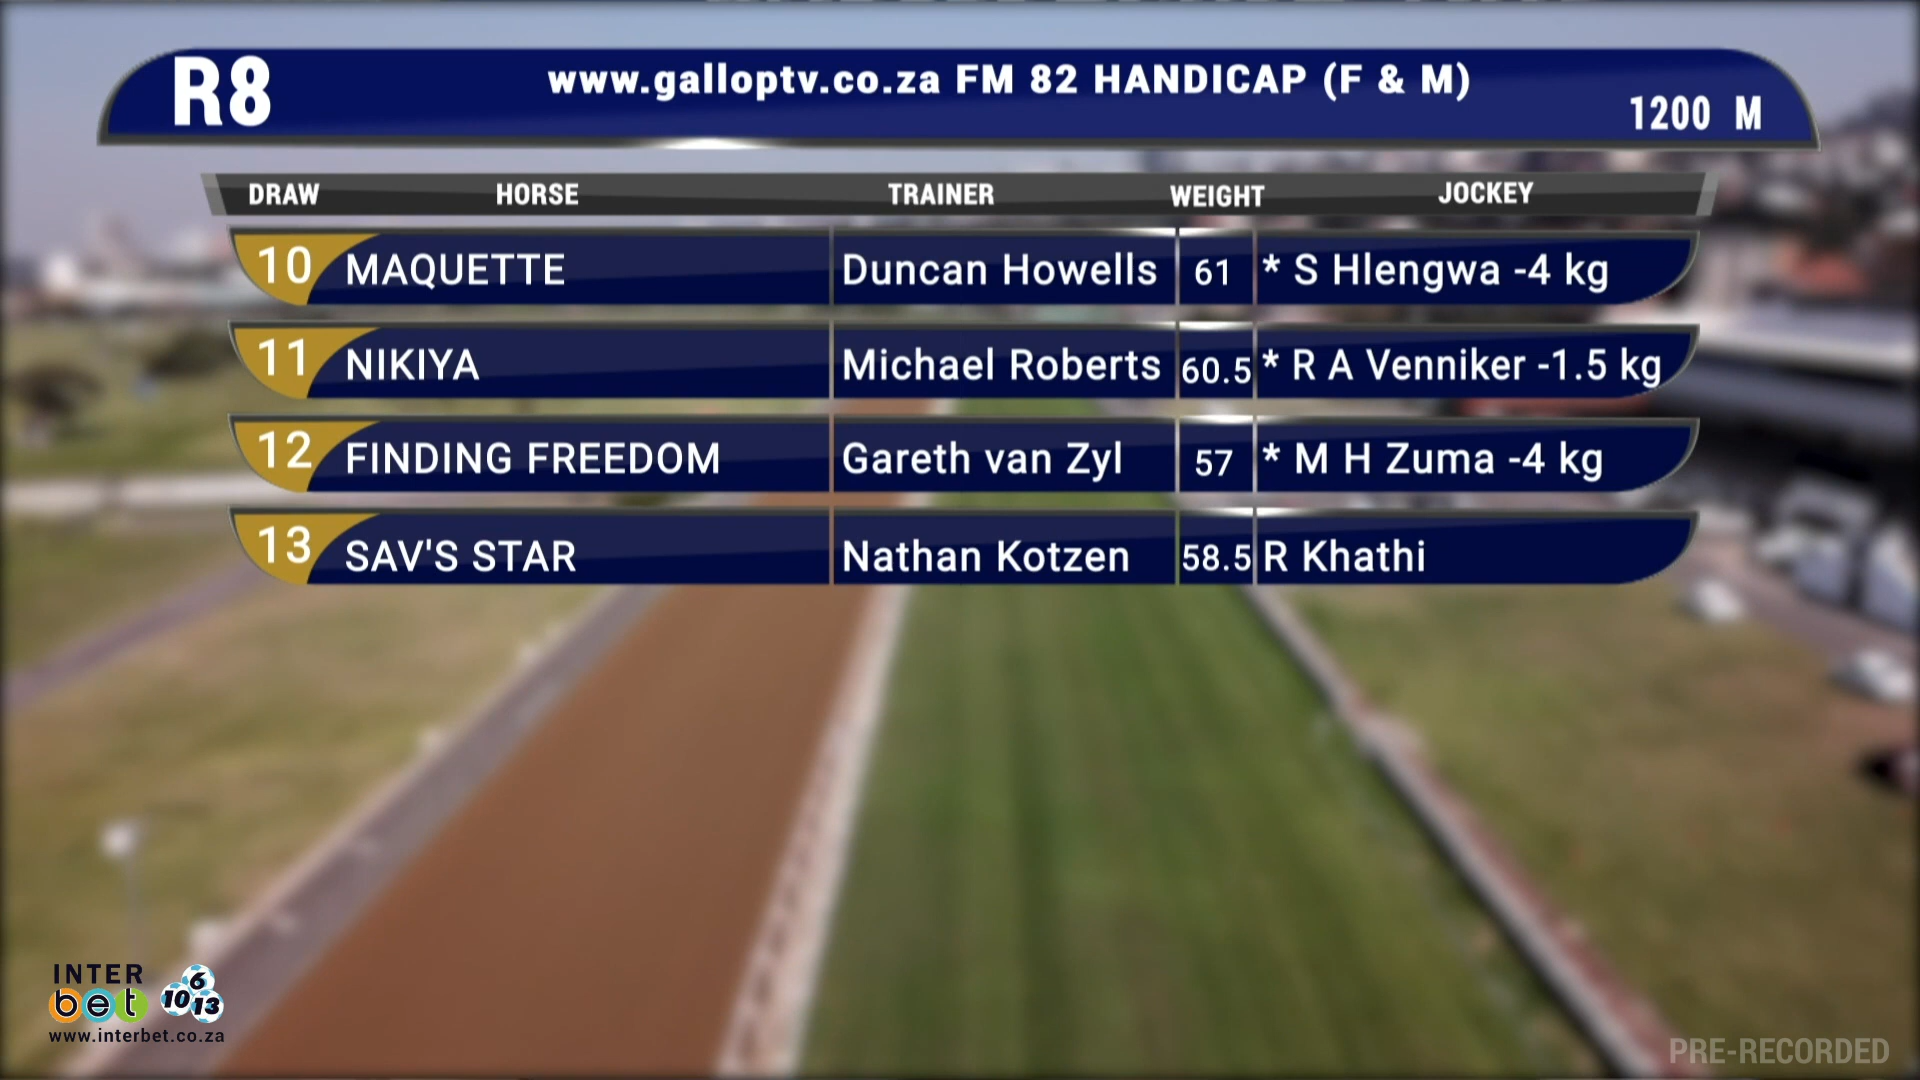 R8
www.galloptv.co.za FM 82 HANDICAP (F & M)
1200 M
DRAW HORSE TRAINER WEIGHT JOCKEY
10 MAQUETTE Duncan Howells 61 * S Hlengwa -4 kg
11 NIKIYA Michael Roberts 60.5 * R A Venniker -1.5 kg
12 FINDING FREEDOM Gareth van Zyl 57 * M H Zuma -4 kg
13 SAV'S STAR Nathan Kotzen 58.5 R Khathi
INTER
bet 6 10 13
www.interbet.co.za
PRE-RECORDED